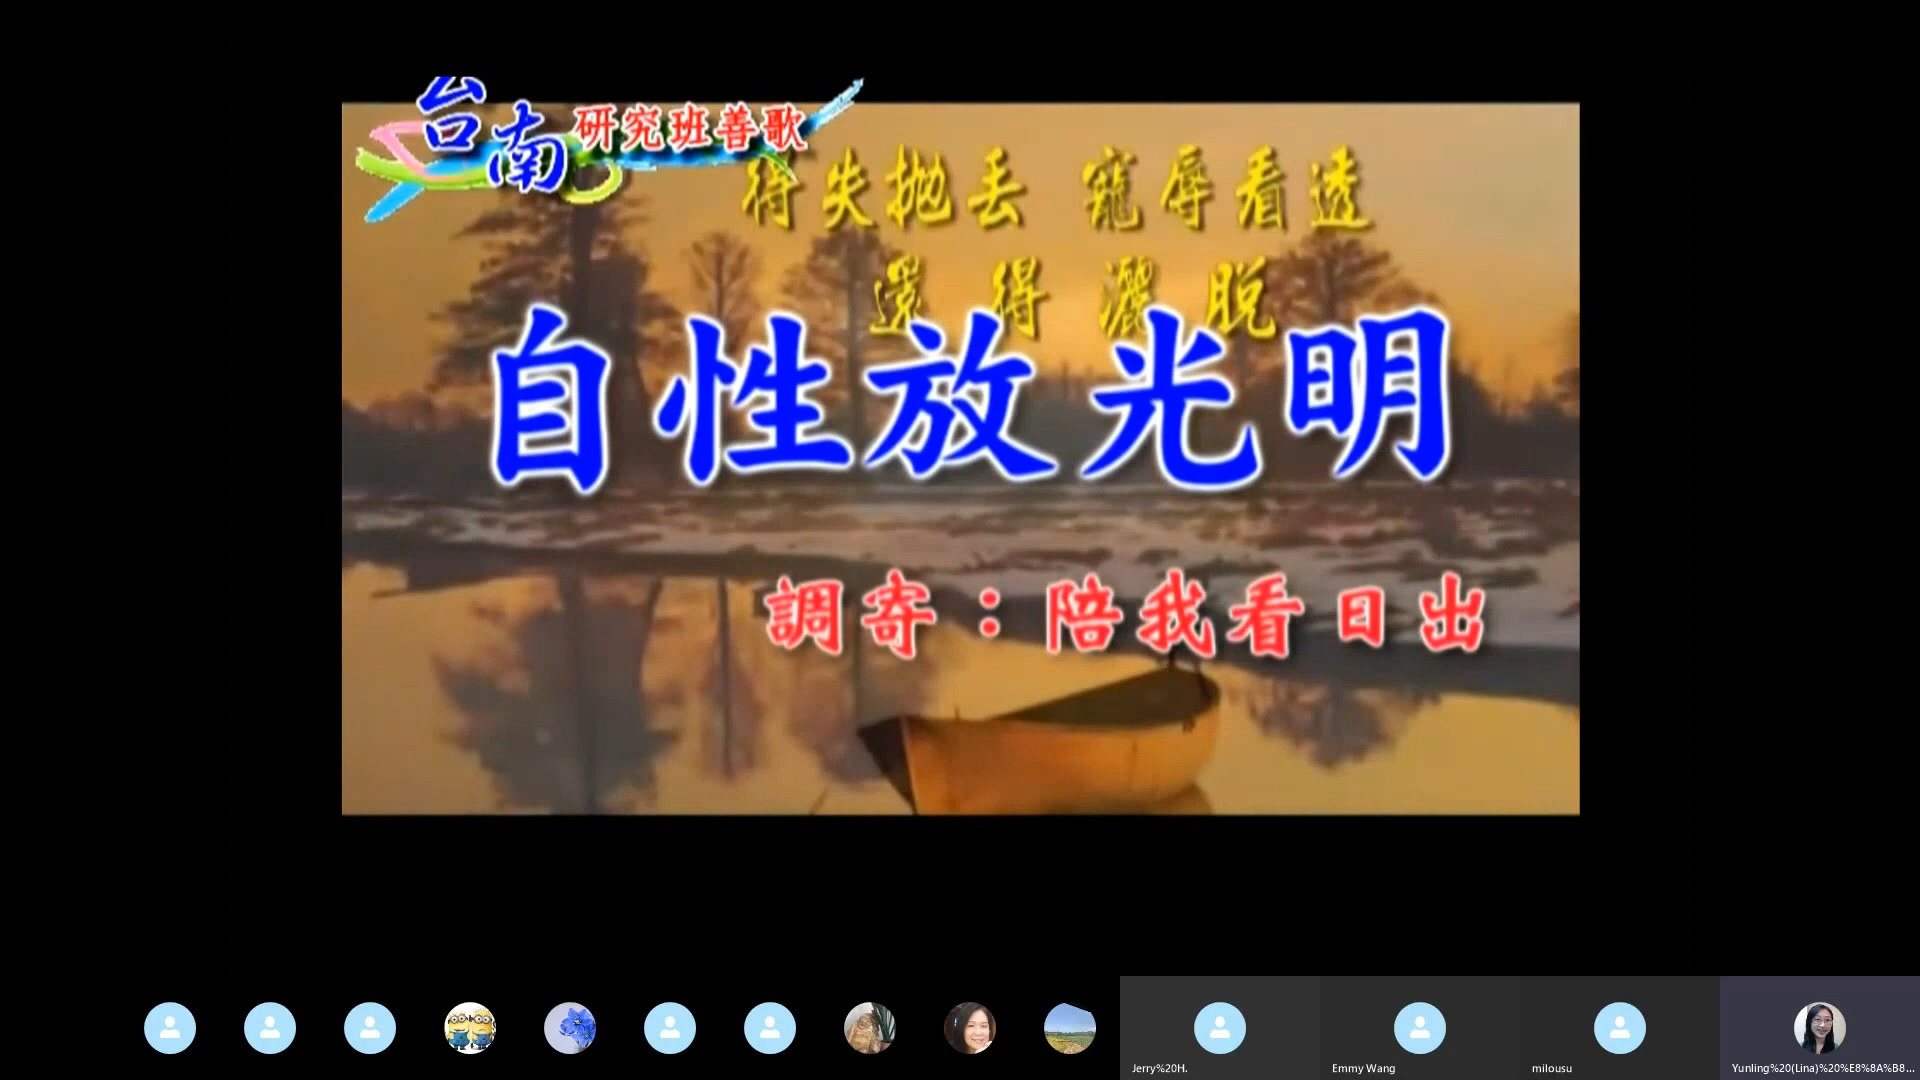 台南研究班善歌
得失拋丟 寵辱看透
還得灑脫
自性放光明
調寄：陪我看日出
Jerry%20H.
Emmy Wang
milousu
Yunling%20(Lina)%20%E8%8A%B8...